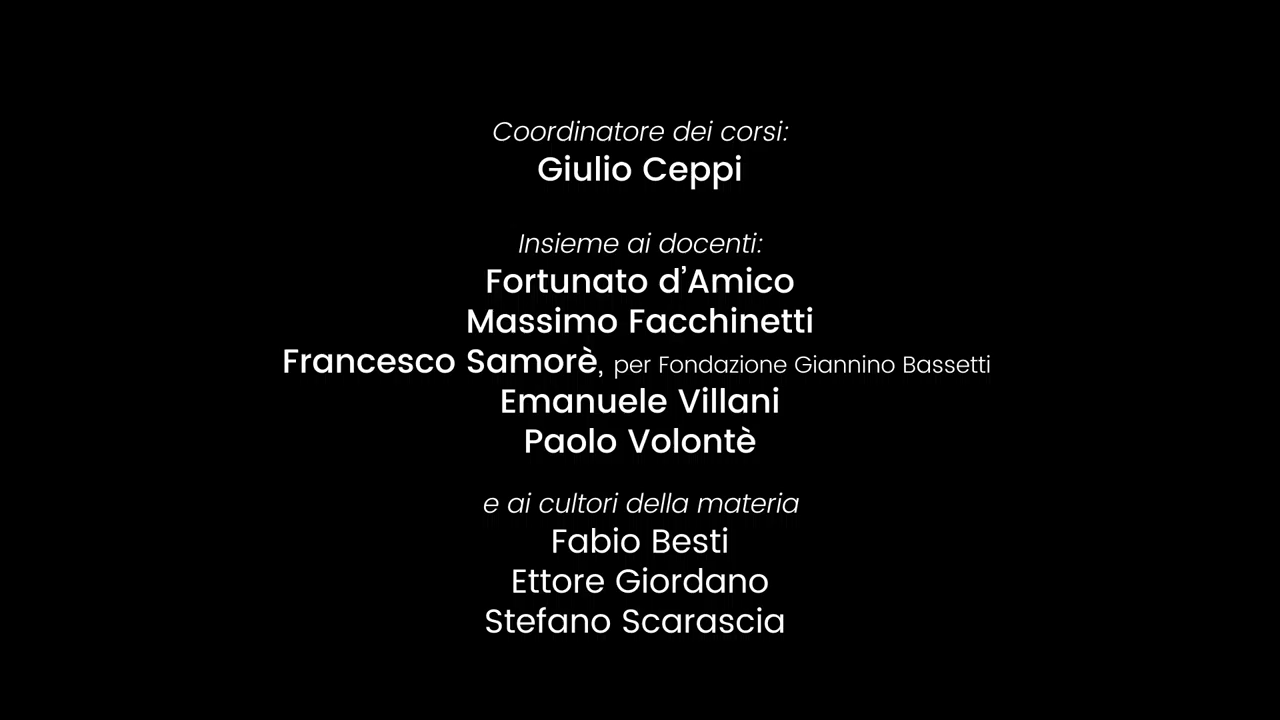 Coordinatore dei corsi:
Giulio Ceppi
Insieme ai docenti:
Fortunato d’Amico
Massimo Facchinetti
Francesco Samorè, per Fondazione Giannino Bassetti
Emanuele Villani
Paolo Volontè
e ai cultori della materia
Fabio Besti
Ettore Giordano
Stefano Scarascia